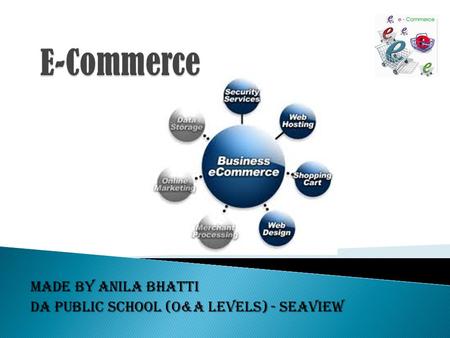 E-Commerce
e - Commerce
Security
Services
Web
Hosting
Shopping
Cart
Web
Design
Merchant
Processing
Online
Marketing
Data
Storage
Business
eCommerce
MADE BY ANILA BHATTI
DA PUBLIC SCHOOL (O&A LEVELS) - SEAVIEW